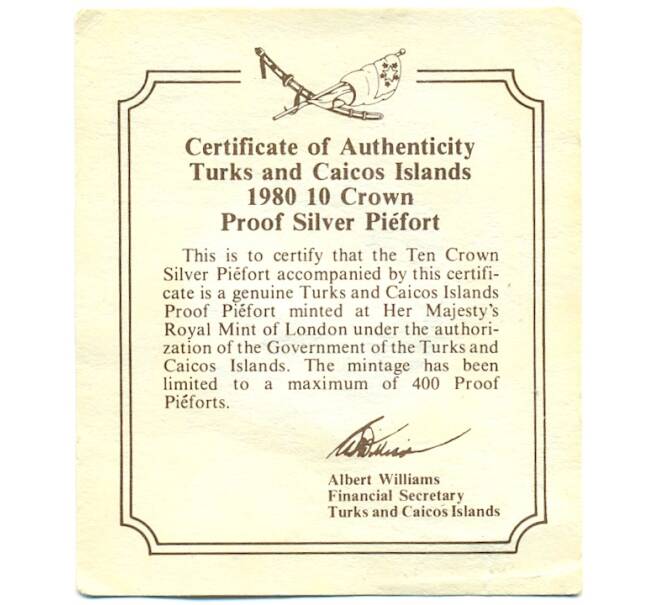 Certificate of Authenticity
Turks and Caicos Islands
1980 10 Crown
Proof Silver Piéfort
This is to certify that the Ten Crown
Silver Piéfort accompanied by this certifi-
cate is a genuine Turks and Caicos Islands
Proof Piéfort minted at Her Majesty's
Royal Mint of London under the authori-
zation of the Government of the Turks and
Caicos Islands. The mintage has been
limited to a maximum of 400 Proof
Piéforts.
Albert Williams
Financial Secretary
Turks and Caicos Islands